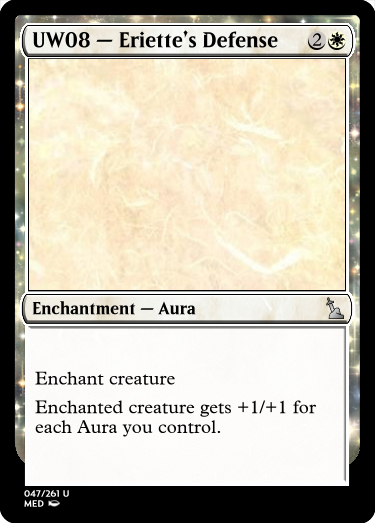 UW08 — Eriette's Defense 2
Enchantment — Aura
Enchant creature
Enchanted creature gets +1/+1 for
each Aura you control.
047/261 U
MED